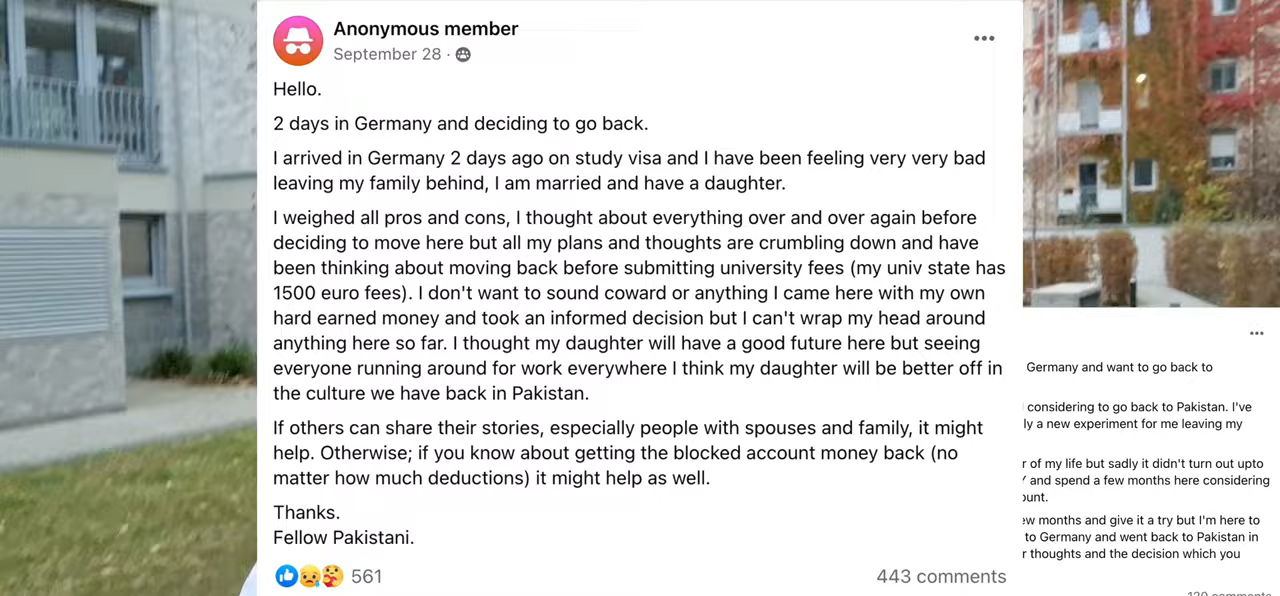 Anonymous member
September 28 ·
Hello.
2 days in Germany and deciding to go back.
I arrived in Germany 2 days ago on study visa and I have been feeling very very bad
leaving my family behind, I am married and have a daughter.
I weighed all pros and cons, I thought about everything over and over again before
deciding to move here but all my plans and thoughts are crumbling down and have
been thinking about moving back before submitting university fees (my univ state has
1500 euro fees). I don't want to sound coward or anything I came here with my own
hard earned money and took an informed decision but I can't wrap my head around
anything here so far. I thought my daughter will have a good future here but seeing
everyone running around for work everywhere I think my daughter will be better off in
the culture we have back in Pakistan.
If others can share their stories, especially people with spouses and family, it might
help. Otherwise; if you know about getting the blocked account money back (no
matter how much deductions) it might help as well.
Thanks.
Fellow Pakistani.
561
443 comments
Germany and want to go back to
considering to go back to Pakistan. I've
ly a new experiment for me leaving my
r of my life but sadly it didn't turn out upto
and spend a few months here considering
ount.
ew months and give it a try but I'm here to
to Germany and went back to Pakistan in
r thoughts and the decision which you
120 comments